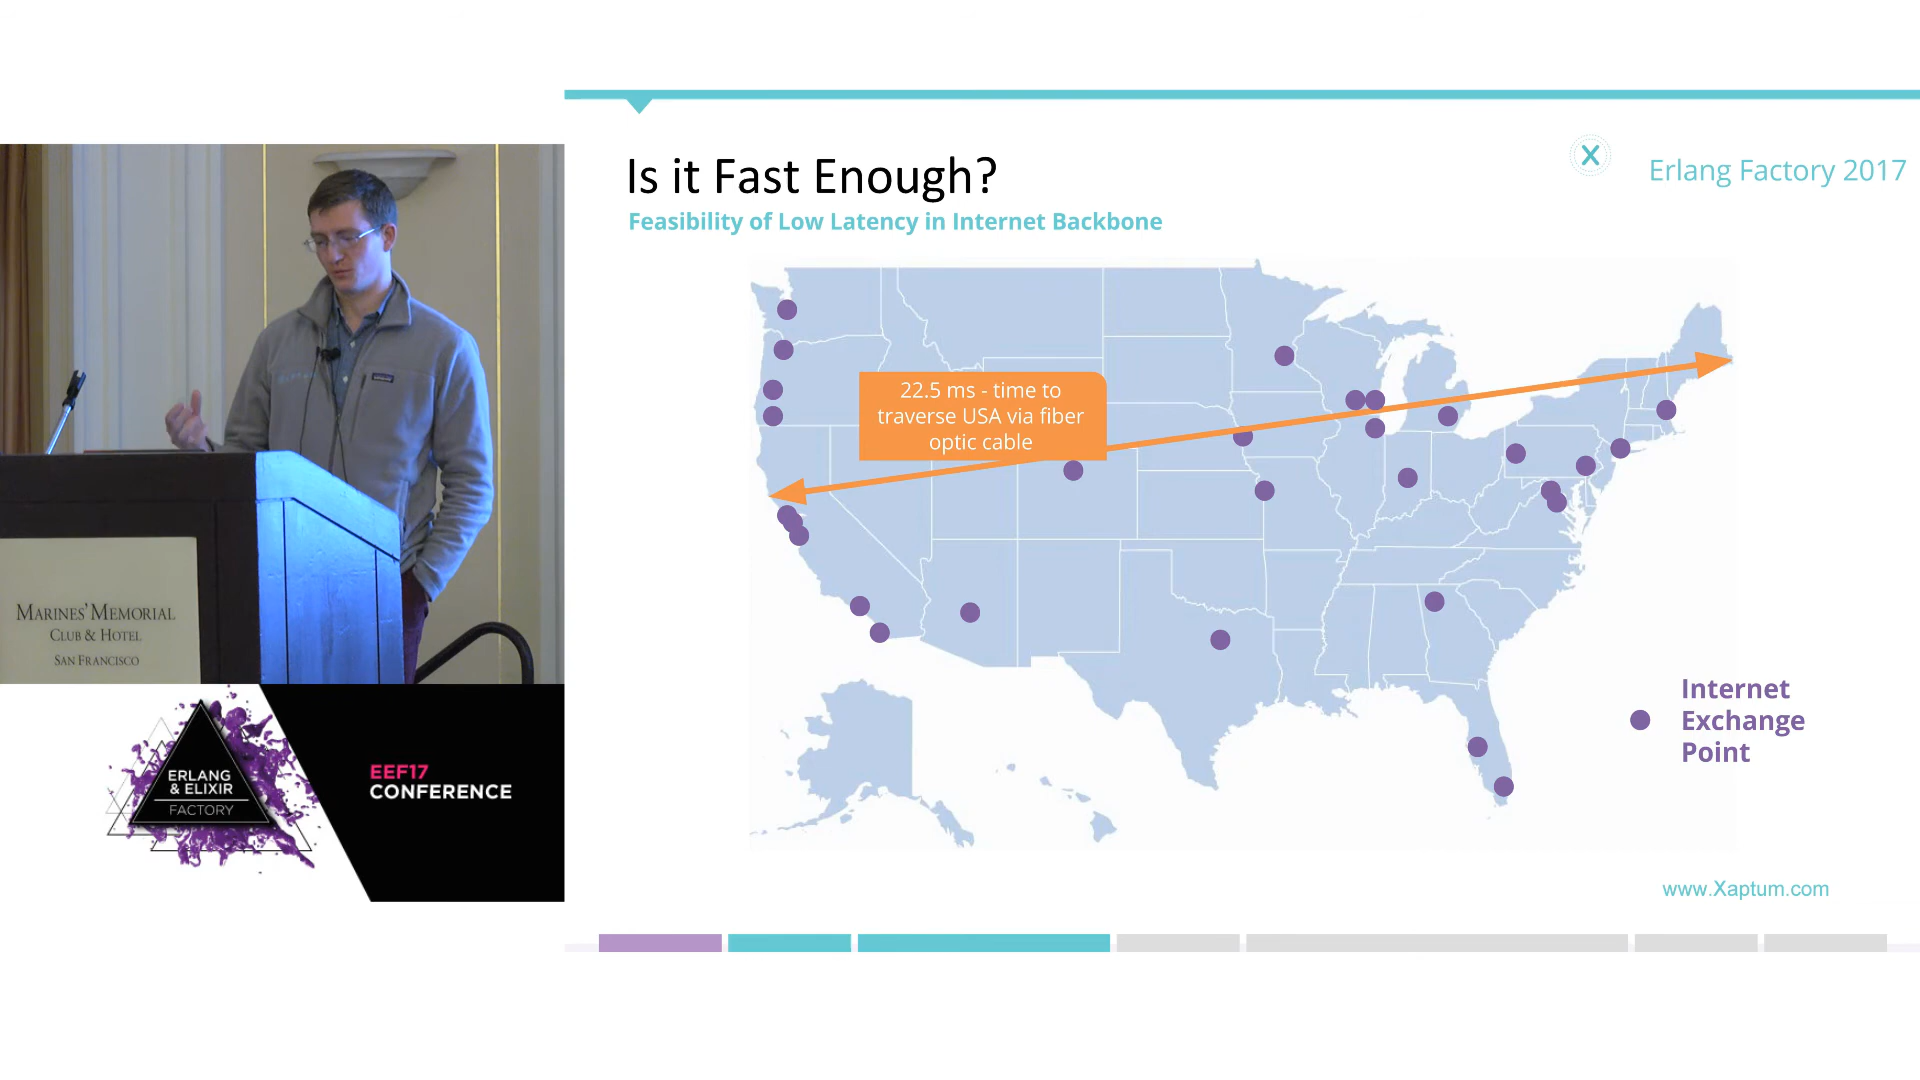 Is it Fast Enough?
Feasibility of Low Latency in Internet Backbone
X
Erlang Factory 2017
22.5 ms - time to
traverse USA via fiber
optic cable
Internet
Exchange
Point
www.Xaptum.com
MARINES' MEMORIAL
CLUB & HOTEL
SAN FRANCISCO
ERLANG
& ELIXIR
FACTORY
EEF17
CONFERENCE